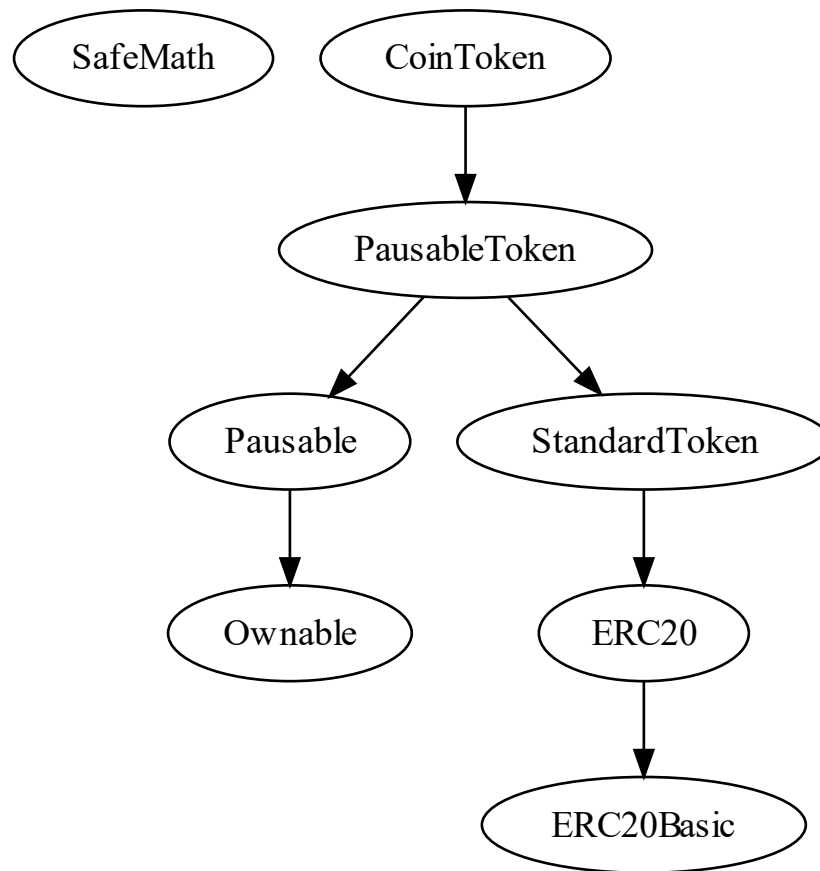 SafeMath
CoinToken
PausableToken
Pausable
StandardToken
Ownable
ERC20
ERC20Basic